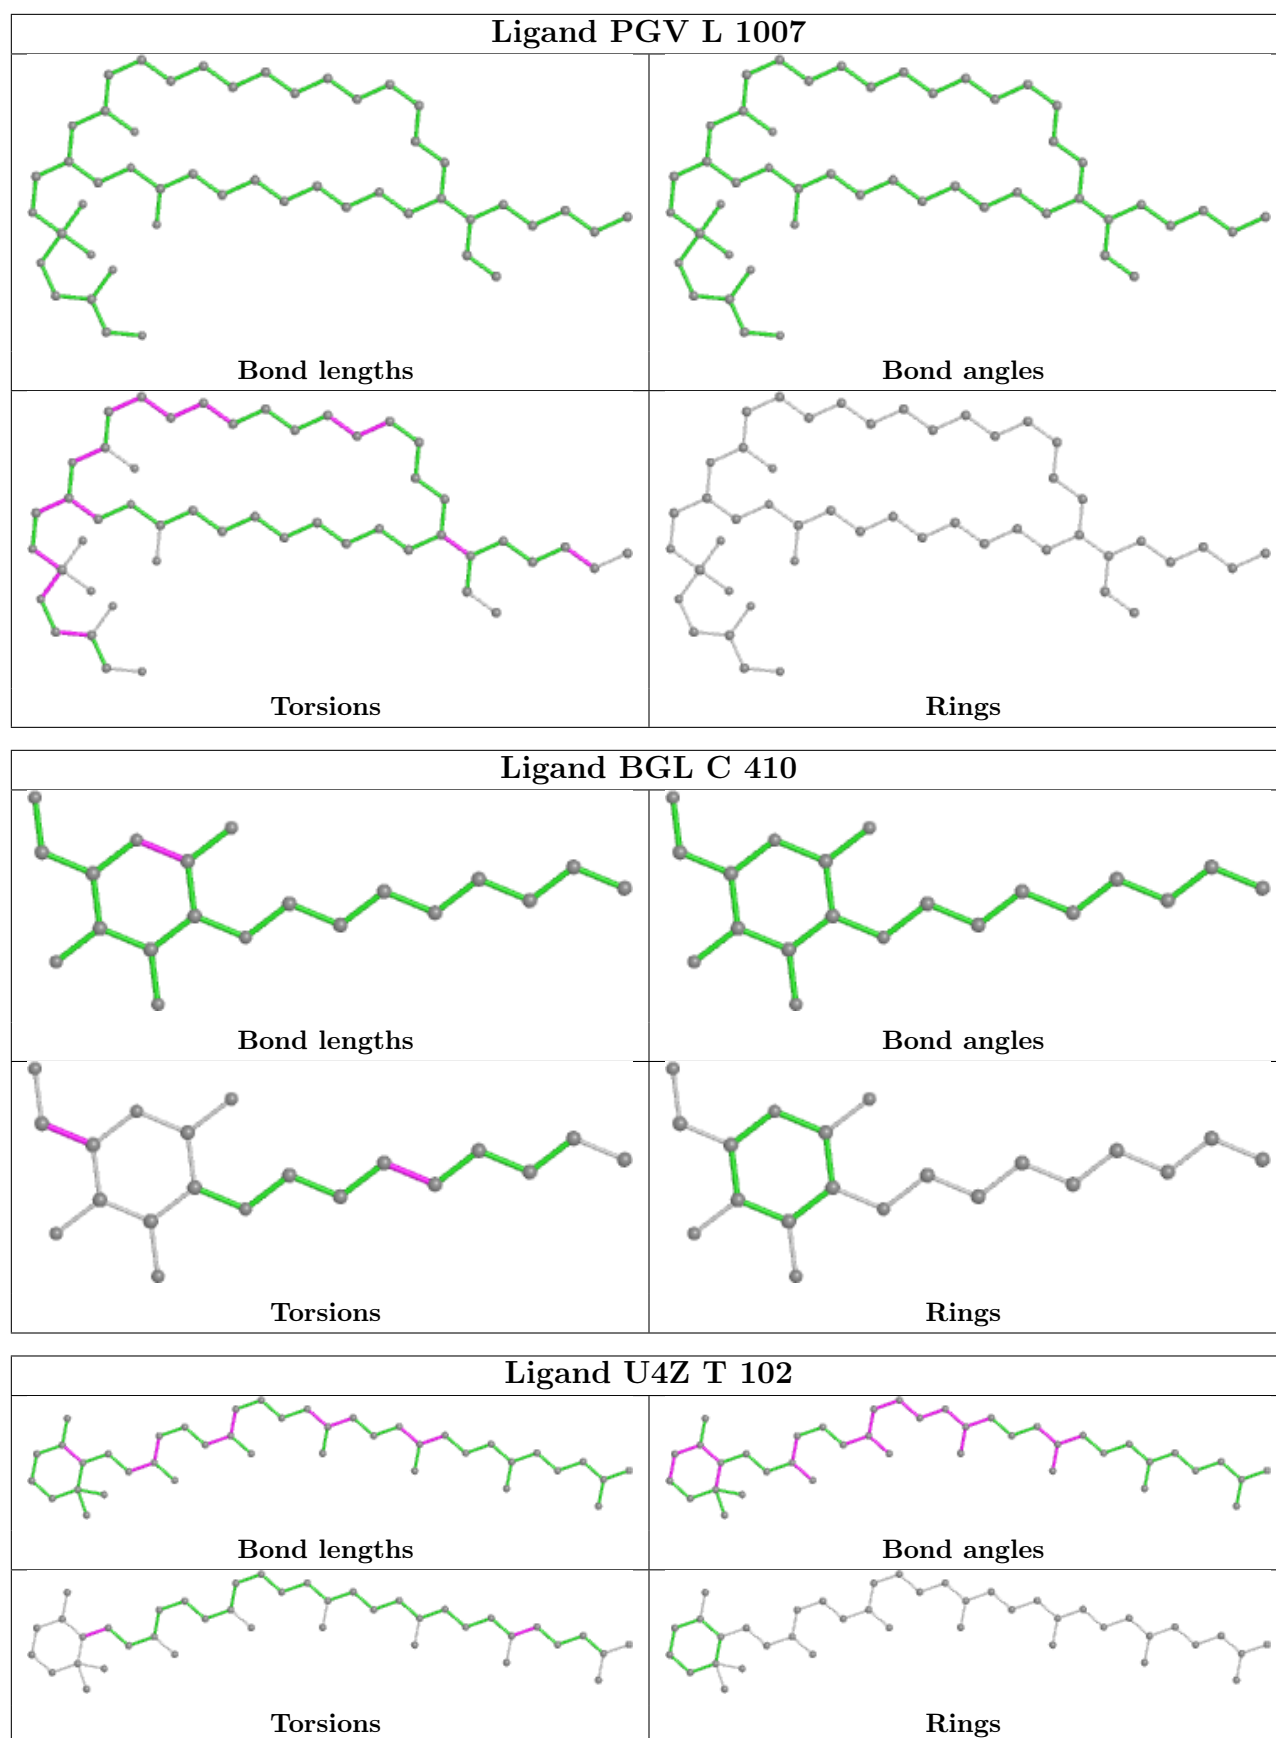 Ligand PGV L 1007
Bond lengths
Bond angles
Torsions
Rings
Ligand BGL C 410
Bond lengths
Bond angles
Torsions
Rings
Ligand U4Z T 102
Bond lengths
Bond angles
Torsions
Rings